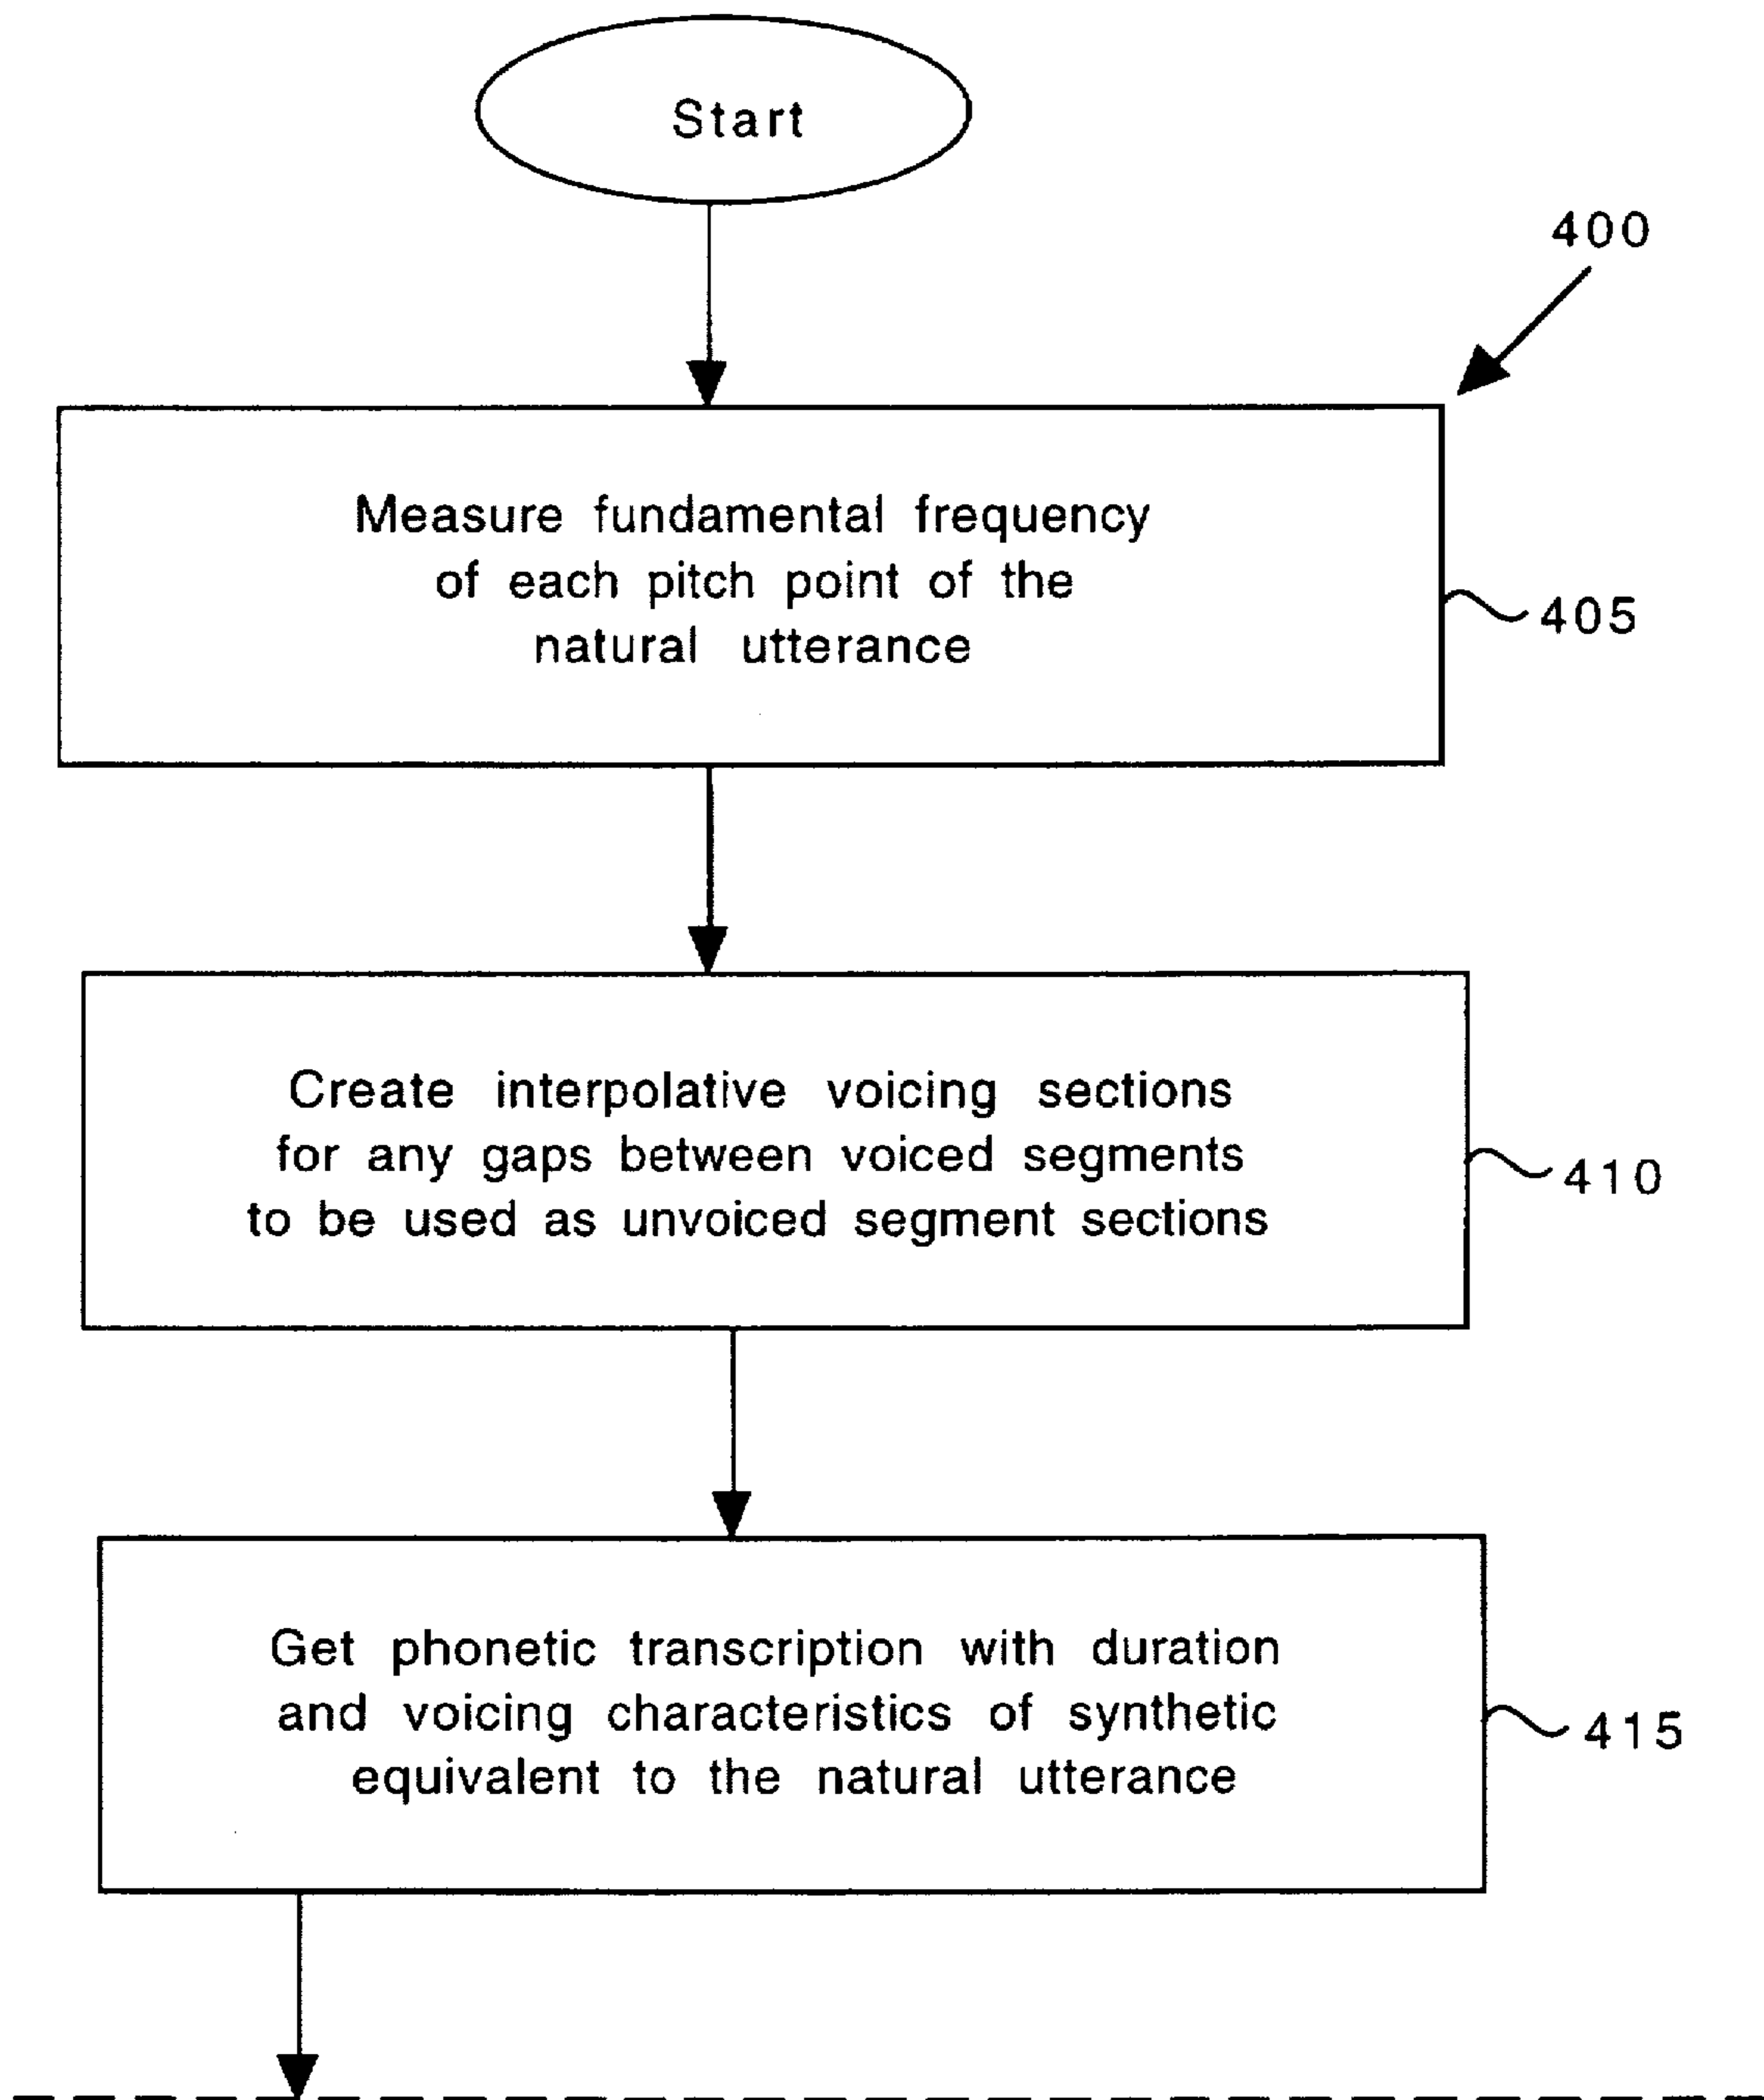 Start
400
Measure fundamental frequency
of each pitch point of the
natural utterance
405
Create interpolative voicing sections
for any gaps between voiced segments
to be used as unvoiced segment sections
410
Get phonetic transcription with duration
and voicing characteristics of synthetic
equivalent to the natural utterance
415